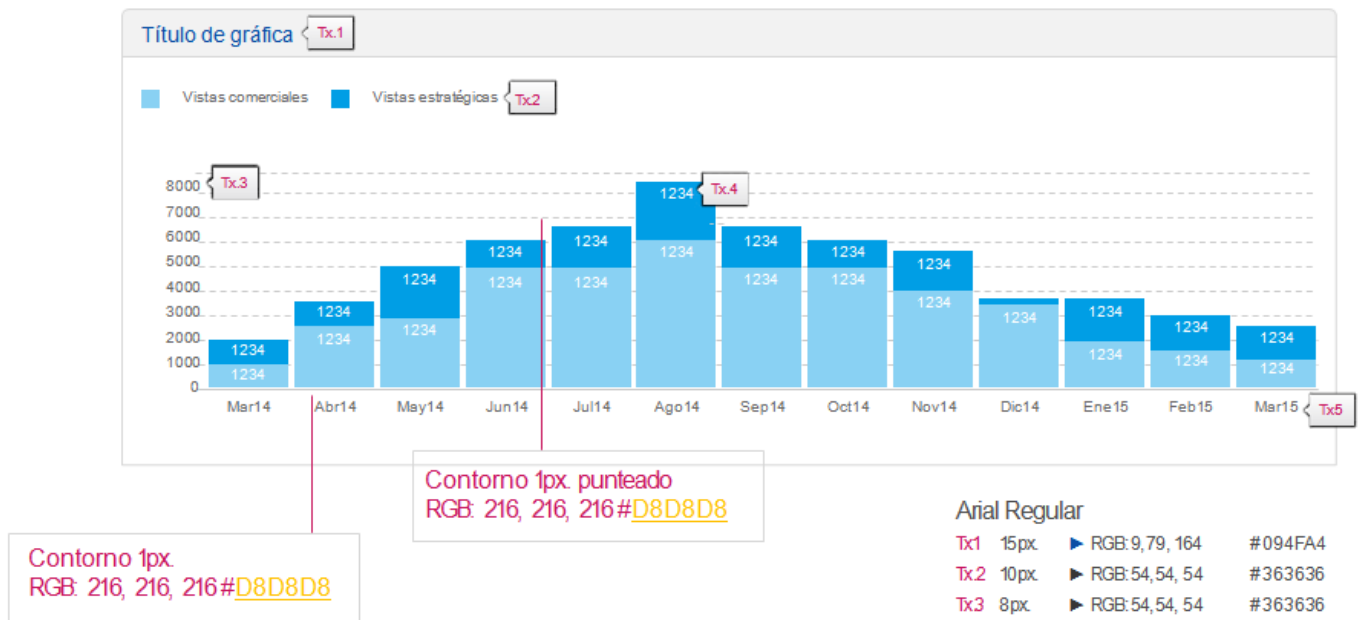 Título de gráfica Tx.1
Vistas comerciales Vistas estratégicas Tx.2
8000 Tx.3 1234 Tx.4
7000
6000 1234 1234 1234 1234 1234
5000 1234 1234 1234 1234 1234 1234
4000
3000 1234 1234 1234 1234 1234 1234
2000 1234 1234 1234 1234
1000 1234 1234 1234 1234
0
Mar14 Abr14 May14 Jun14 Jul14 Ago14 Sep14 Oct14 Nov14 Dic14 Ene15 Feb15 Mar15 Tx5
Contorno 1px. punteado
RGB: 216, 216, 216#D8D8D8
Contorno 1px.
RGB: 216, 216, 216#D8D8D8
Arial Regular
Tx1 15px. ► RGB:9,79, 164 #094FA4
Tx.2 10px. ► RGB:54,54, 54 #363636
Tx3 8px. ► RGB:54,54, 54 #363636